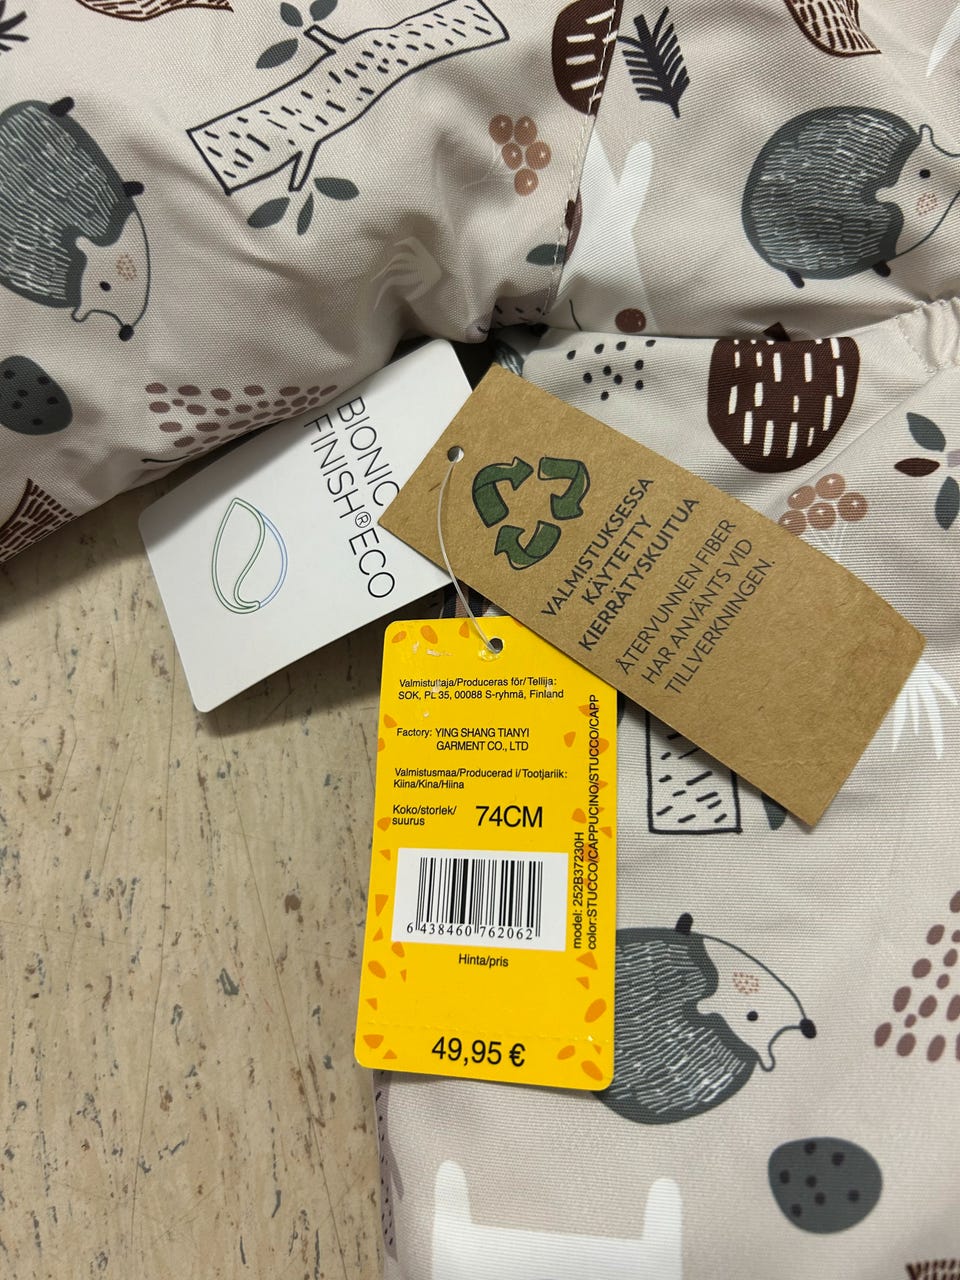 BIONIC
FINISH®ECO
VALMISTUKSESSA
KÄYTETTY
KIERRÄTYSKUITUA
ÅTERVUNNEN FIBER
HAR ANVÄNTS VID
TILLVERKNINGEN.
Valmistuttaja/Produceras för/Tellija:
SOK, PL 35, 00088 S-ryhmä, Finland
Factory: YING SHANG TIANYI
GARMENT CO., LTD
Valmistusmaa/Producerad i/Tootjariik:
Kiina/Kina/Hiina
Koko/storlek/
suurus
74CM
6 438460 762062
Hinta/pris
49,95 €
model: 252B37230H
color:STUCCO/CAPPUCINO/STUCCO/CAPP